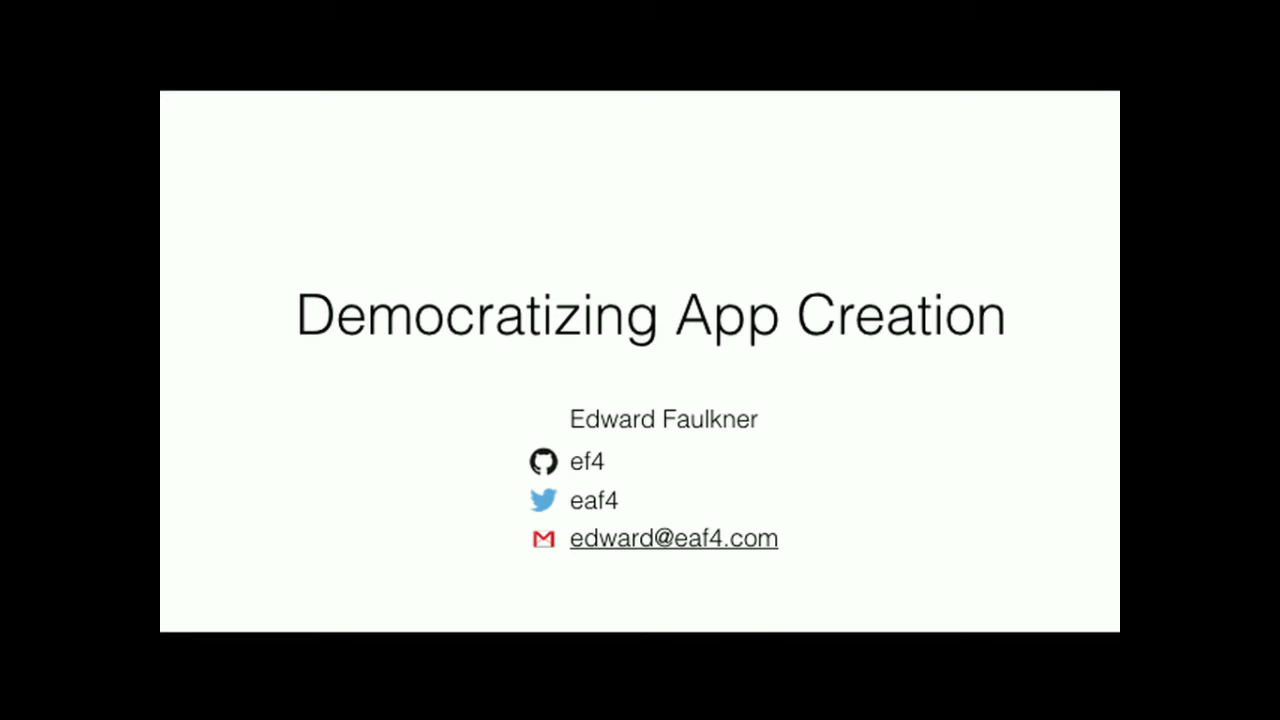 Democratizing App Creation
Edward Faulkner
ef4
eaf4
edward@eaf4.com